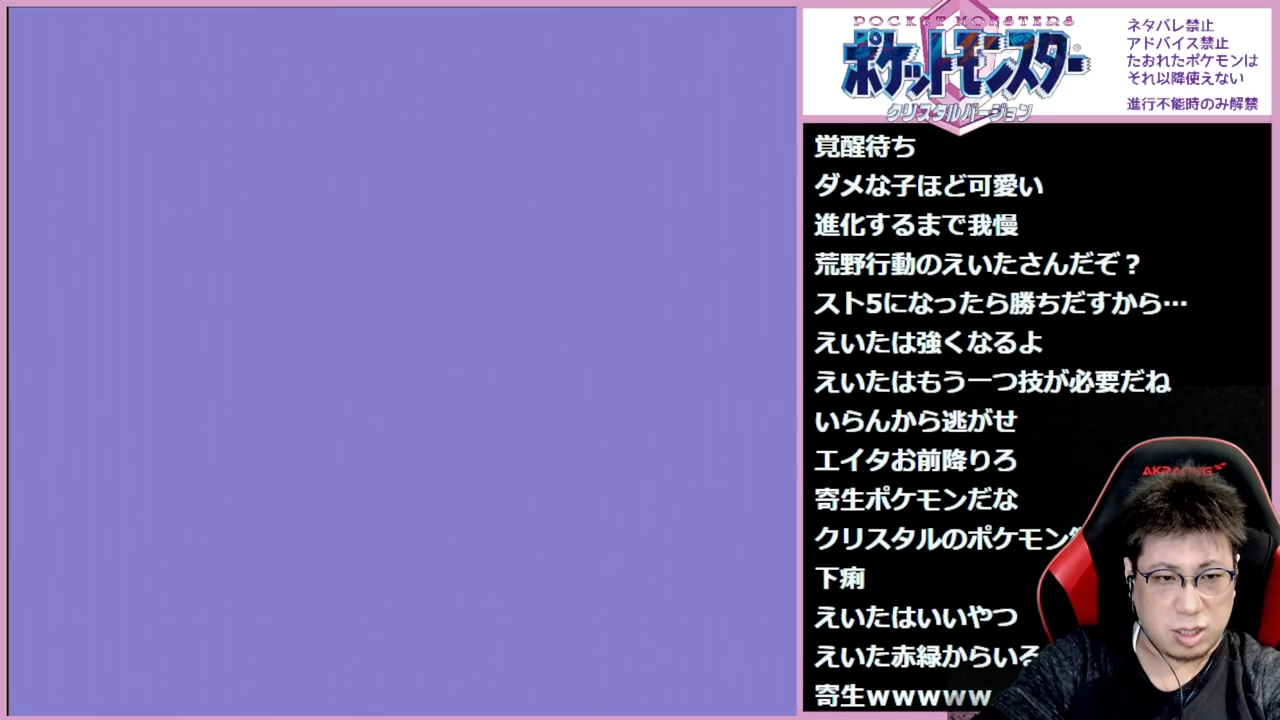 POCKET MONSTERS
ポケットモンスター
クリスタルバージョン
ネタバレ禁止
アドバイス禁止
たおれたポケモンは
それ以降使えない
進行不能時のみ解禁
覚醒待ち
ダメな子ほど可愛い
進化するまで我慢
荒野行動のえいたさんだぞ？
スト5になったら勝ちだすから…
えいたは強くなるよ
えいたはもう一つ技が必要だね
いらんから逃がせ
エイタお前降りろ
寄生ポケモンだな
クリスタルのポケモン
下痢
えいたはいいやつ
えいた赤緑からいる
寄生ｗｗｗｗｗ
AKRACING